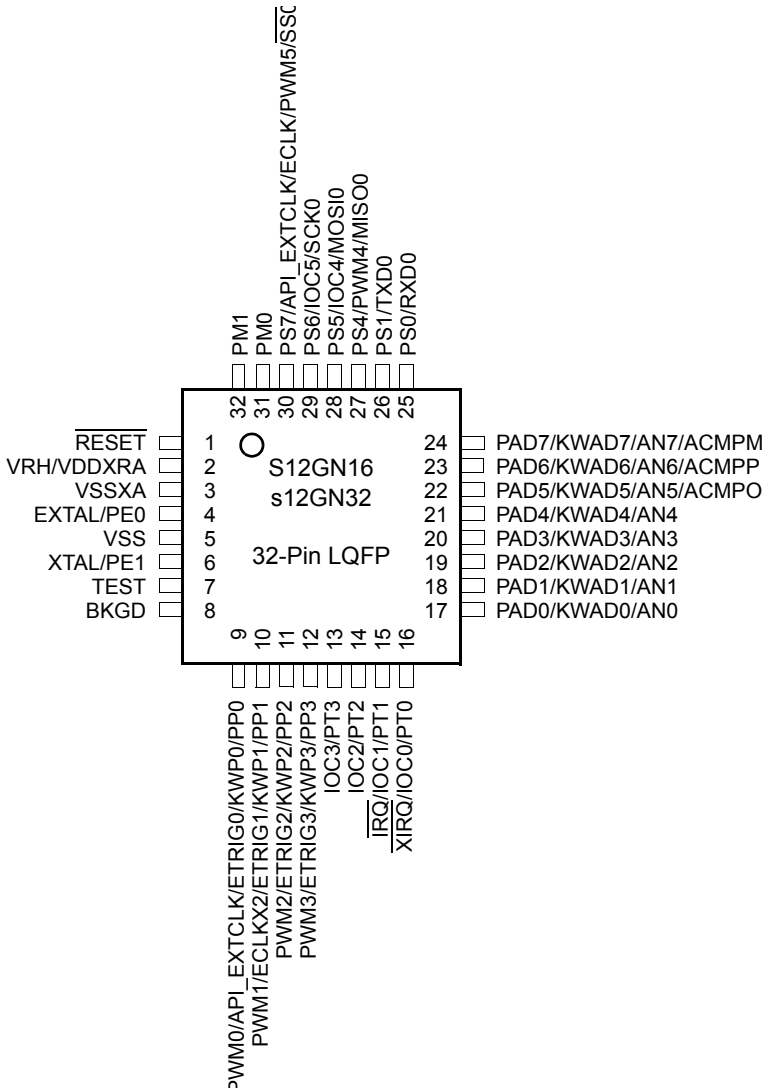 PM1
PM0
PS7/API_EXTCLK/ECLK/PWM5/SS0
PS6/IOC5/SCK0
PS5/IOC4/MOSI0
PS4/PWM4/MISO0
PS1/TXD0
PS0/RXD0
32
31
30
29
28
27
26
25
RESET
1
VRH/VDDXRA
2
VSSXA
3
EXTAL/PE0
4
VSS
5
XTAL/PE1
6
TEST
7
BKGD
8
S12GN16
s12GN32
32-Pin LQFP
24
PAD7/KWAD7/AN7/ACMPM
23
PAD6/KWAD6/AN6/ACMPP
22
PAD5/KWAD5/AN5/ACMPO
21
PAD4/KWAD4/AN4
20
PAD3/KWAD3/AN3
19
PAD2/KWAD2/AN2
18
PAD1/KWAD1/AN1
17
PAD0/KWAD0/AN0
9
10
11
12
13
14
15
16
PWM0/API_EXTCLK/ETRIG0/KWP0/PP0
PWM1/ECLKX2/ETRIG1/KWP1/PP1
PWM2/ETRIG2/KWP2/PP2
PWM3/ETRIG3/KWP3/PP3
IOC3/PT3
IOC2/PT2
IRQ/IOC1/PT1
XIRQ/IOC0/PT0